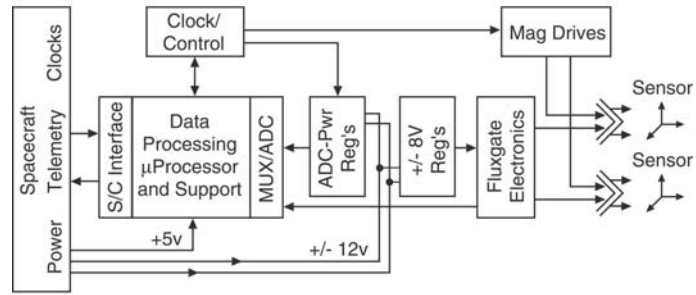 Clock/
Control
Mag Drives
Spacecraft
Clocks
Telemetry
Power
S/C Interface
Data
Processing
μProcessor
and Support
MUX/ADC
ADC-Pwr
Reg's
+/- 8V
Reg's
Fluxgate
Electronics
Sensor
Sensor
+5v
+/- 12v